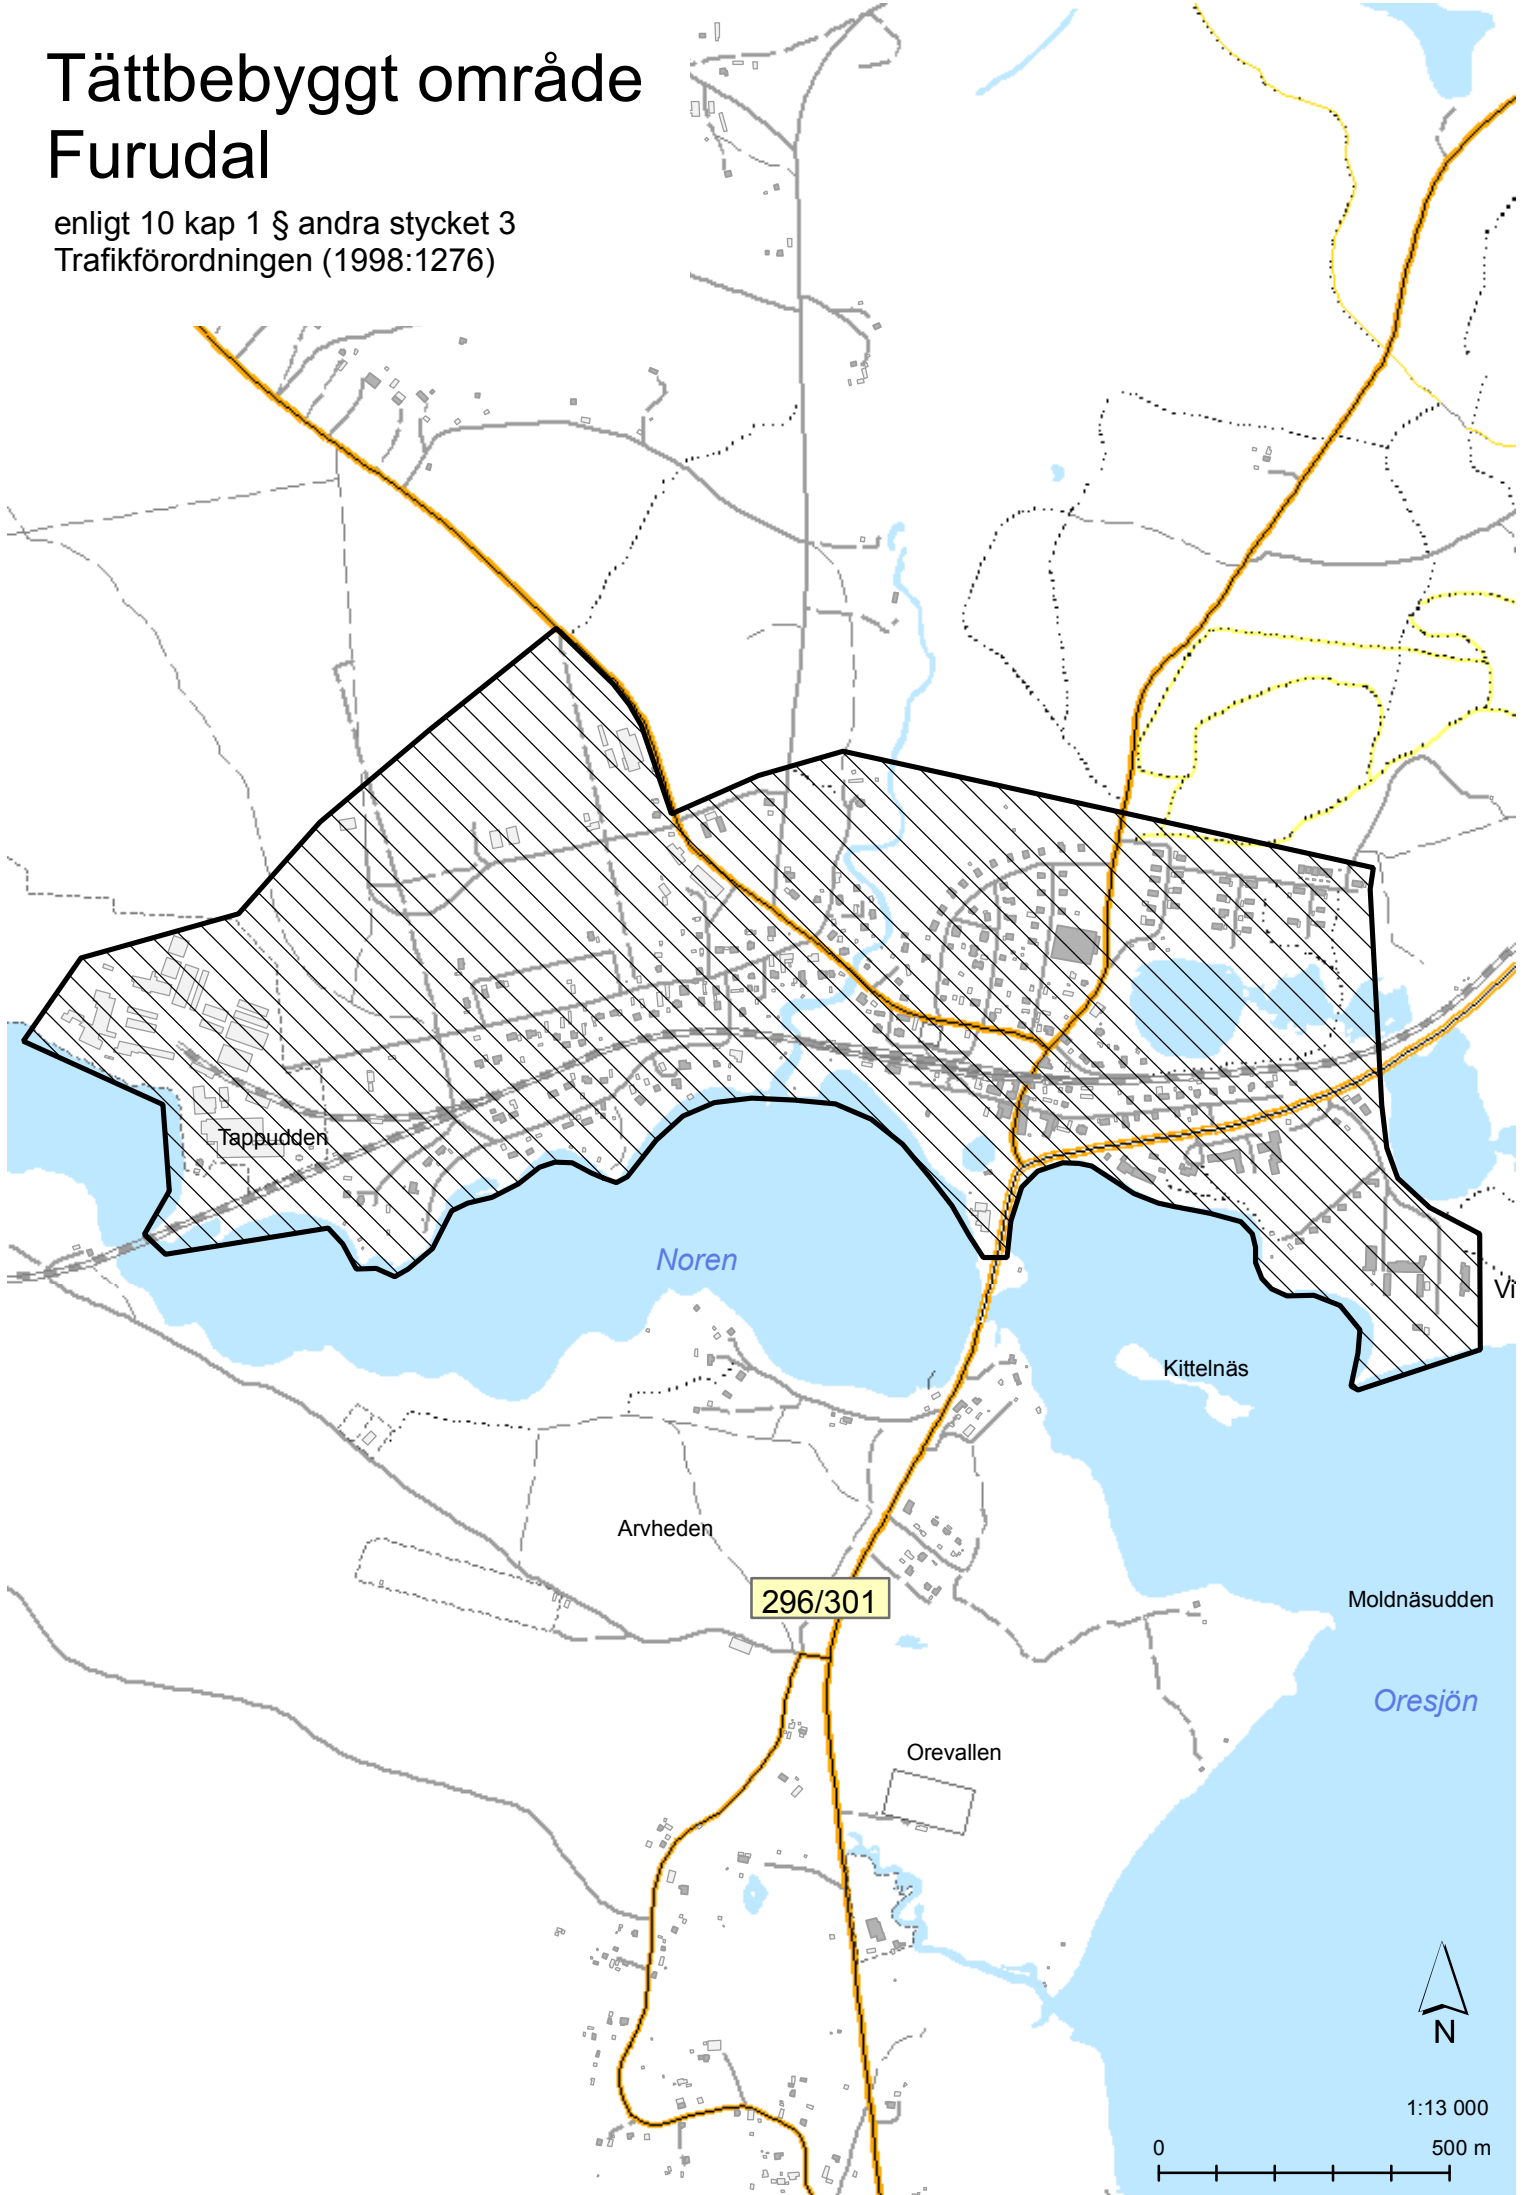 Tättbebyggt område
Furudal
enligt 10 kap 1 § andra stycket 3
Trafikförordningen (1998:1276)
Tappudden
Noren
Vi
Kittelnäs
Arvheden
296/301
Moldnäsudden
Oresjön
Orevallen
N
1:13 000
0 500 m